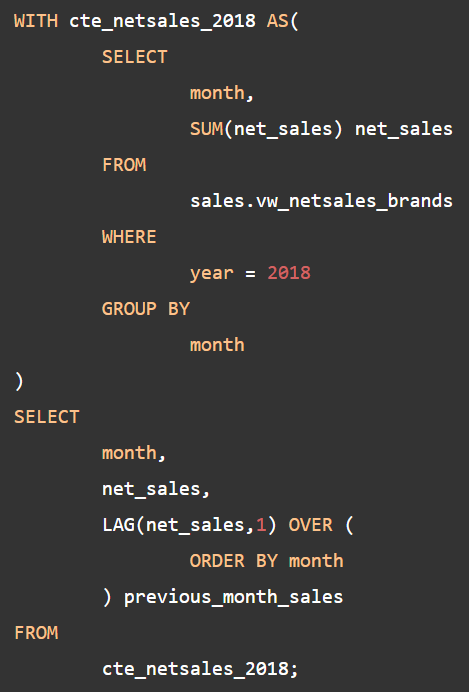 WITH cte_netsales_2018 AS(
SELECT
month,
SUM(net_sales) net_sales
FROM
sales.vw_netsales_brands
WHERE
year = 2018
GROUP BY
month
)
SELECT
month,
net_sales,
LAG(net_sales,1) OVER (
ORDER BY month
) previous_month_sales
FROM
cte_netsales_2018;